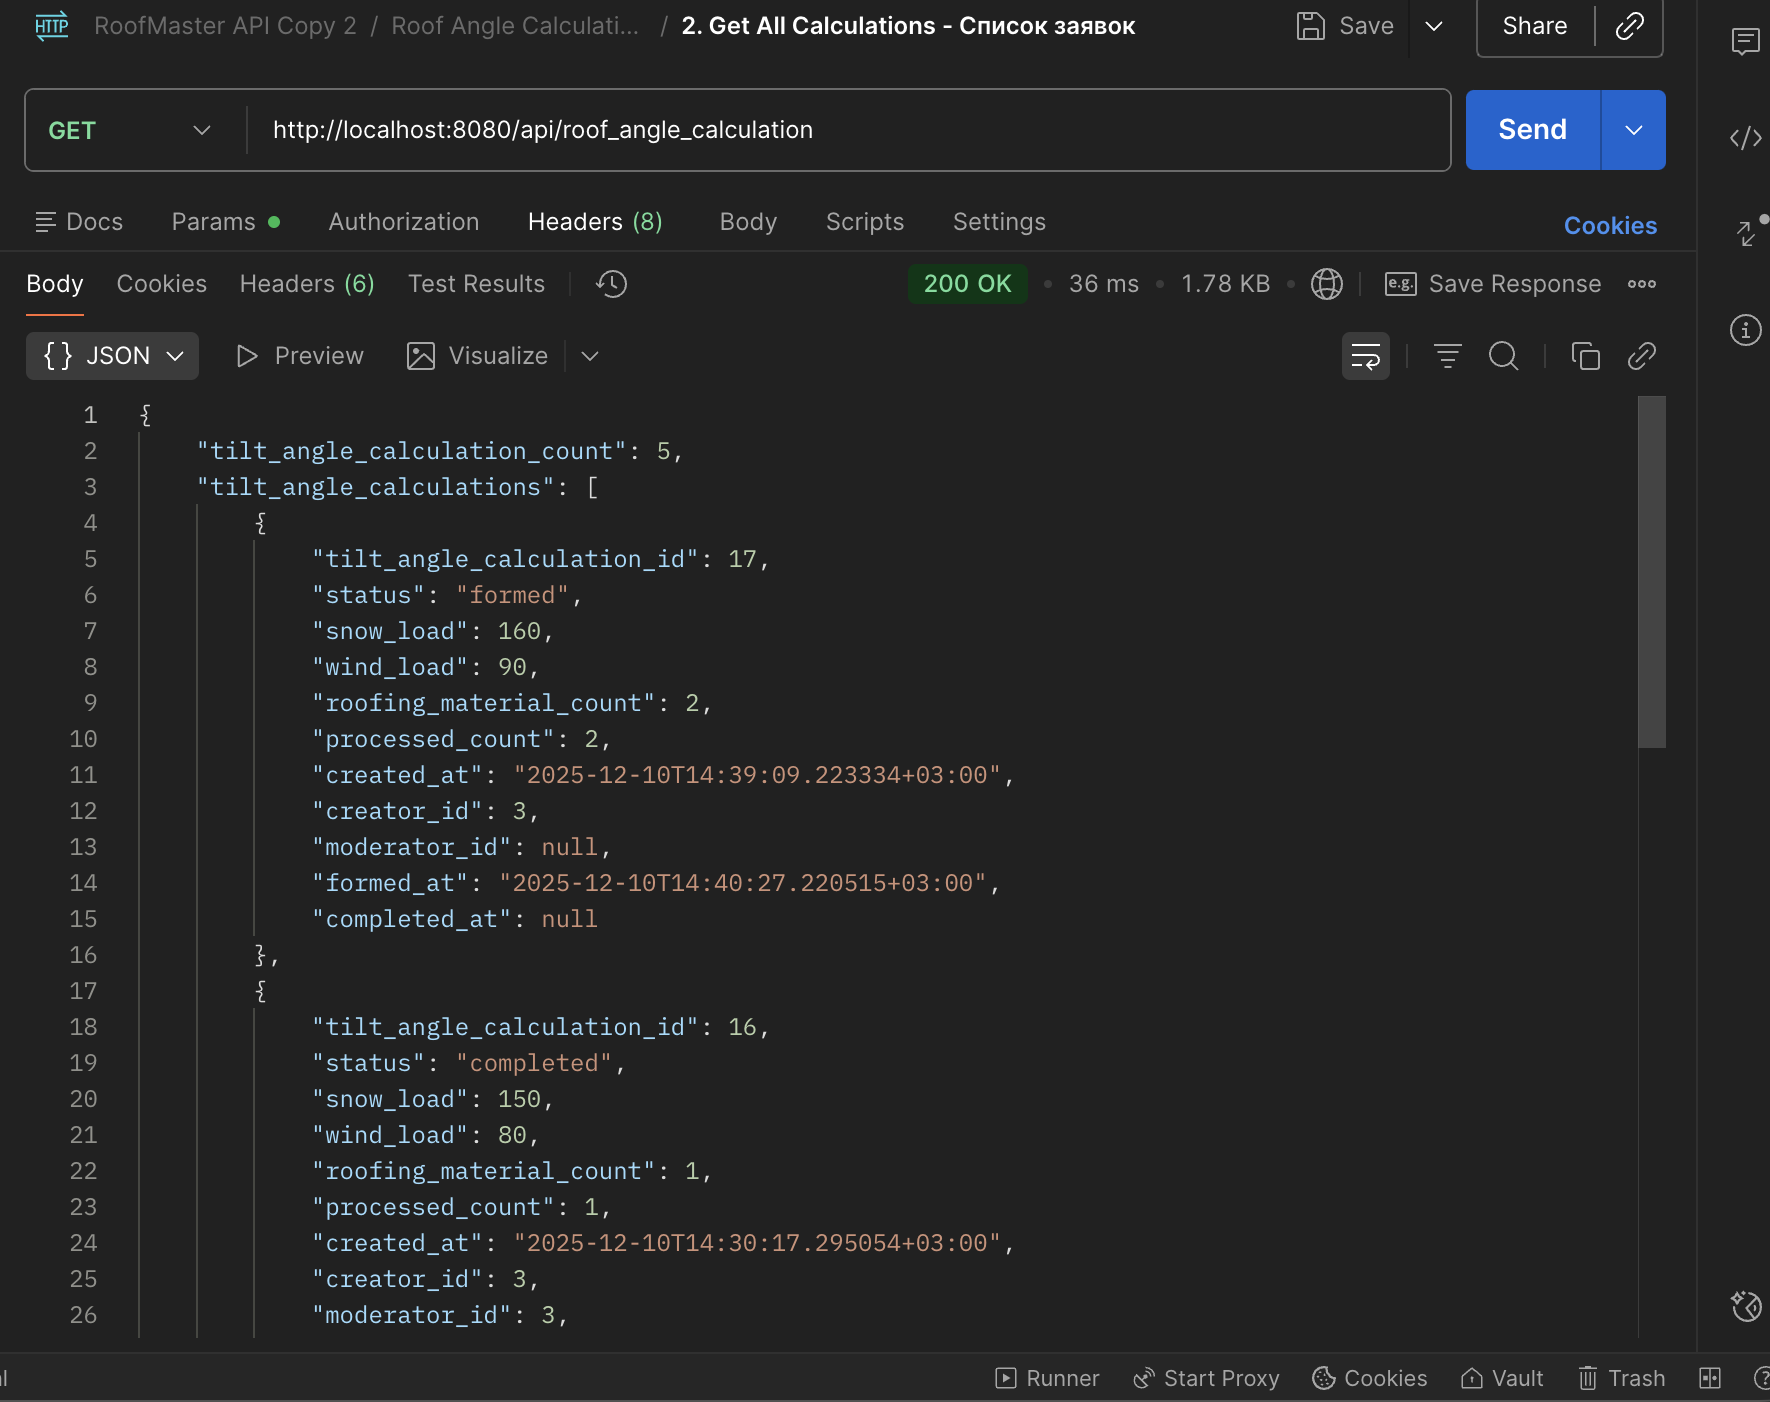 HTTP RoofMaster API Copy 2 / Roof Angle Calculati... / 2. Get All Calculations - Список заявок Save Share
GET http://localhost:8080/api/roof_angle_calculation Send
Docs Params Authorization Headers (8) Body Scripts Settings Cookies
Body Cookies Headers (6) Test Results 200 OK • 36 ms • 1.78 KB • e.g. Save Response
{} JSON Preview Visualize
1 {
2 "tilt_angle_calculation_count": 5,
3 "tilt_angle_calculations": [
4 {
5 "tilt_angle_calculation_id": 17,
6 "status": "formed",
7 "snow_load": 160,
8 "wind_load": 90,
9 "roofing_material_count": 2,
10 "processed_count": 2,
11 "created_at": "2025-12-10T14:39:09.223334+03:00",
12 "creator_id": 3,
13 "moderator_id": null,
14 "formed_at": "2025-12-10T14:40:27.220515+03:00",
15 "completed_at": null
16 },
17 {
18 "tilt_angle_calculation_id": 16,
19 "status": "completed",
20 "snow_load": 150,
21 "wind_load": 80,
22 "roofing_material_count": 1,
23 "processed_count": 1,
24 "created_at": "2025-12-10T14:30:17.295054+03:00",
25 "creator_id": 3,
26 "moderator_id": 3,
Runner Start Proxy Cookies Vault Trash